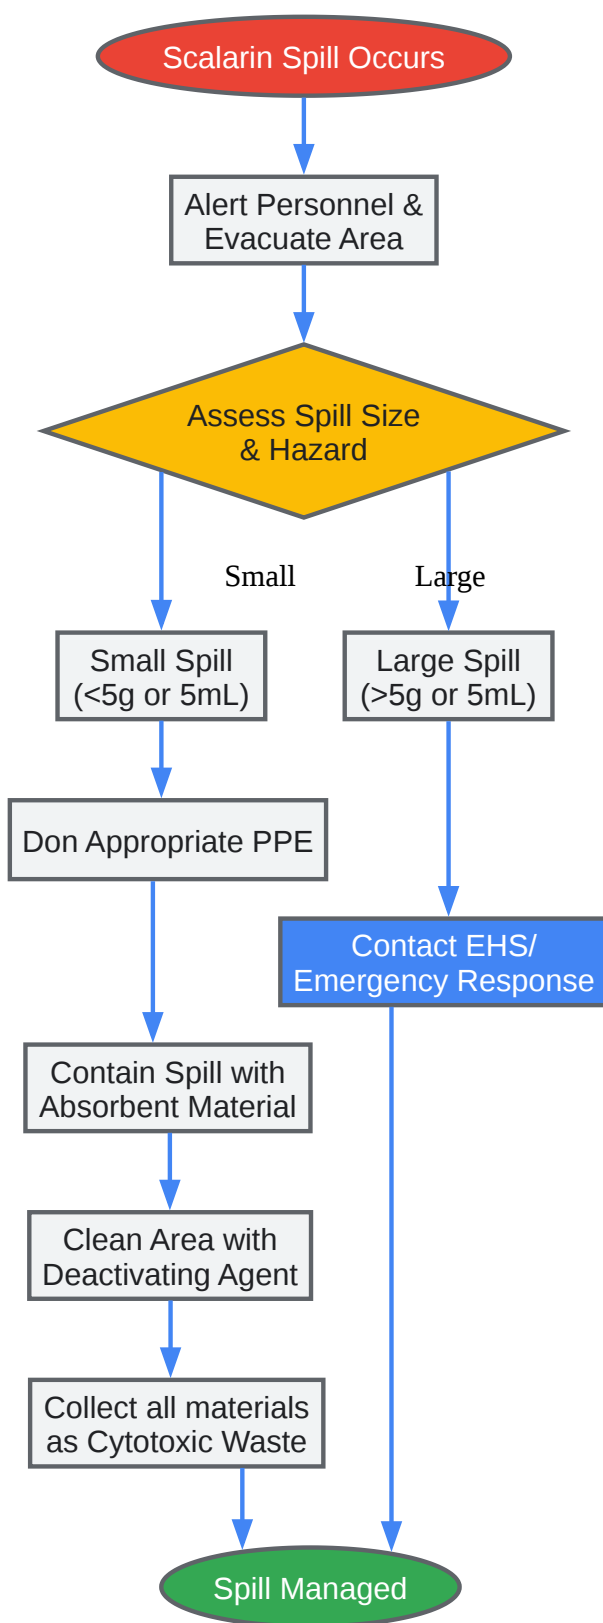 Scalarin Spill Occurs
Alert Personnel &
Evacuate Area
Assess Spill Size
& Hazard
Small
Large
Small Spill
(<5g or 5mL)
Large Spill
(>5g or 5mL)
Don Appropriate PPE
Contact EHS/
Emergency Response
Contain Spill with
Absorbent Material
Clean Area with
Deactivating Agent
Collect all materials
as Cytotoxic Waste
Spill Managed